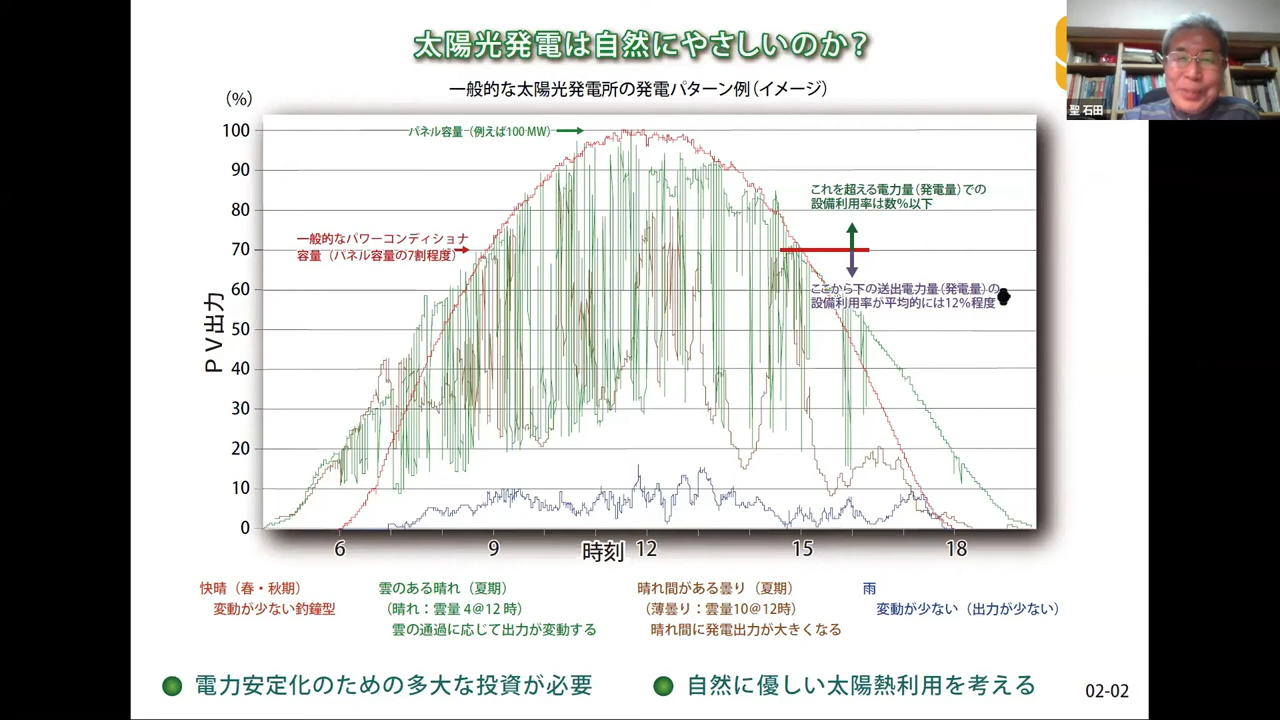 太陽光発電は自然にやさしいのか?
一般的な太陽光発電所の発電パターン例(イメージ)
聖 石田
(%)
100
90
80
70
60
50
40
30
20
10
0
PV出力
パネル容量 (例えば100 MW)
これを超える電力量(発電量)での
設備利用率は数%以下
一般的なパワーコンディショナ
容量(パネル容量の7割程度)
ここから下の送出電力量(発電量)の
設備利用率が平均的には12%程度
6
9
時刻
12
15
18
快晴(春・秋期)
変動が少ない釣鐘型
雲のある晴れ(夏期)
(晴れ:雲量 4@12 時)
雲の通過に応じて出力が変動する
晴れ間がある曇り(夏期)
(薄曇り:雲量10@12時)
晴れ間に発電出力が大きくなる
雨
変動が少ない(出力が少ない)
電力安定化のための多大な投資が必要
自然に優しい太陽熱利用を考える
02-02